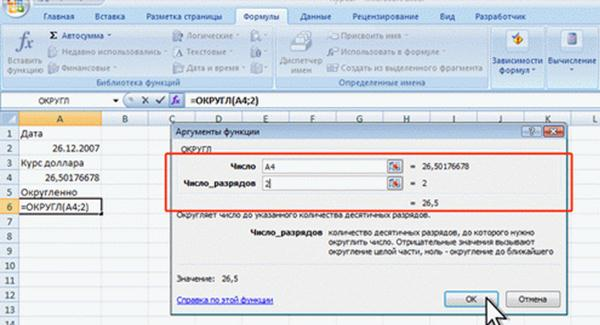 Главная
Вставка
Разметка страницы
Формулы
Данные
Рецензирование
Вид
Разработчик
fx
Вставить функцию
Σ Автосумма
Недавно использовались
Финансовые
Логические
Текстовые
Дата и время
Библиотека функций
Диспетчер имен
Присвоить имя
Использовать в формуле
Создать из выделенного фрагмента
Определенные имена
Зависимости формул
Вычисление
ОКРУГЛ
fx =ОКРУГЛ(A4;2)
A B C D E F G H I J K L
1 Дата
2 26.12.2007
3 Курс доллара
4 26,50176678
5 Округленно
6 =ОКРУГЛ(A4;2)
7
8
9
10
11
12
13
Аргументы функции
ОКРУГЛ
Число A4 = 26,50176678
Число_разрядов 2 = 2
= 26,5
Округляет число до указанного количества десятичных разрядов.
Число_разрядов количество десятичных разрядов, до которого нужно
округлить число. Отрицательные значения вызывают
округление целой части, ноль - округление до ближайшего
Значение: 26,5
Справка по этой функции
ОК
Отмена